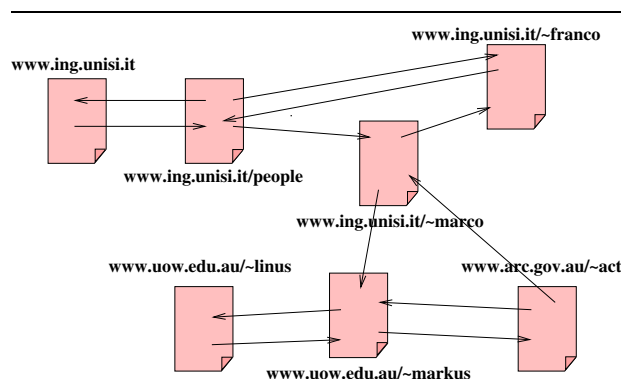 www.ing.unisi.it/~franco
www.ing.unisi.it
www.ing.unisi.it/people
www.ing.unisi.it/~marco
www.uow.edu.au/~linus
www.arc.gov.au/~act
www.uow.edu.au/~markus